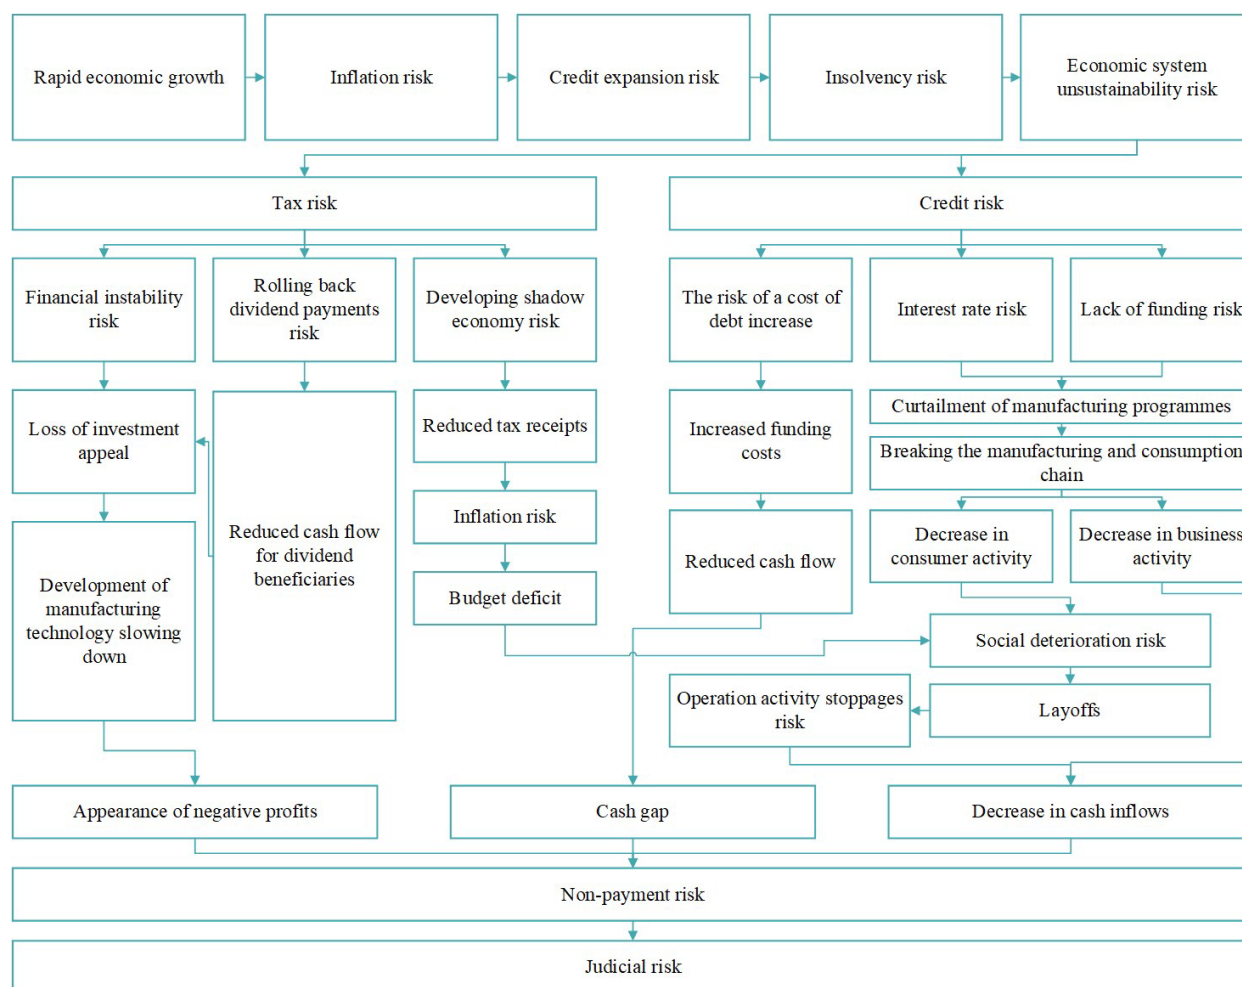 Rapid economic growth
Inflation risk
Credit expansion risk
Insolvency risk
Economic system
unsustainability risk
Tax risk
Credit risk
Financial instability
risk
Rolling back
dividend payments
risk
Developing shadow
economy risk
The risk of a cost of
debt increase
Interest rate risk
Lack of funding risk
Loss of investment
appeal
Reduced cash flow
for dividend
beneficiaries
Reduced tax receipts
Increased funding
costs
Curtailment of manufacturing programmes
Breaking the manufacturing and consumption
chain
Inflation risk
Decrease in
consumer activity
Decrease in business
activity
Development of
manufacturing
technology slowing
down
Budget deficit
Reduced cash flow
Social deterioration risk
Operation activity stoppages
risk
Layoffs
Appearance of negative profits
Cash gap
Decrease in cash inflows
Non-payment risk
Judicial risk